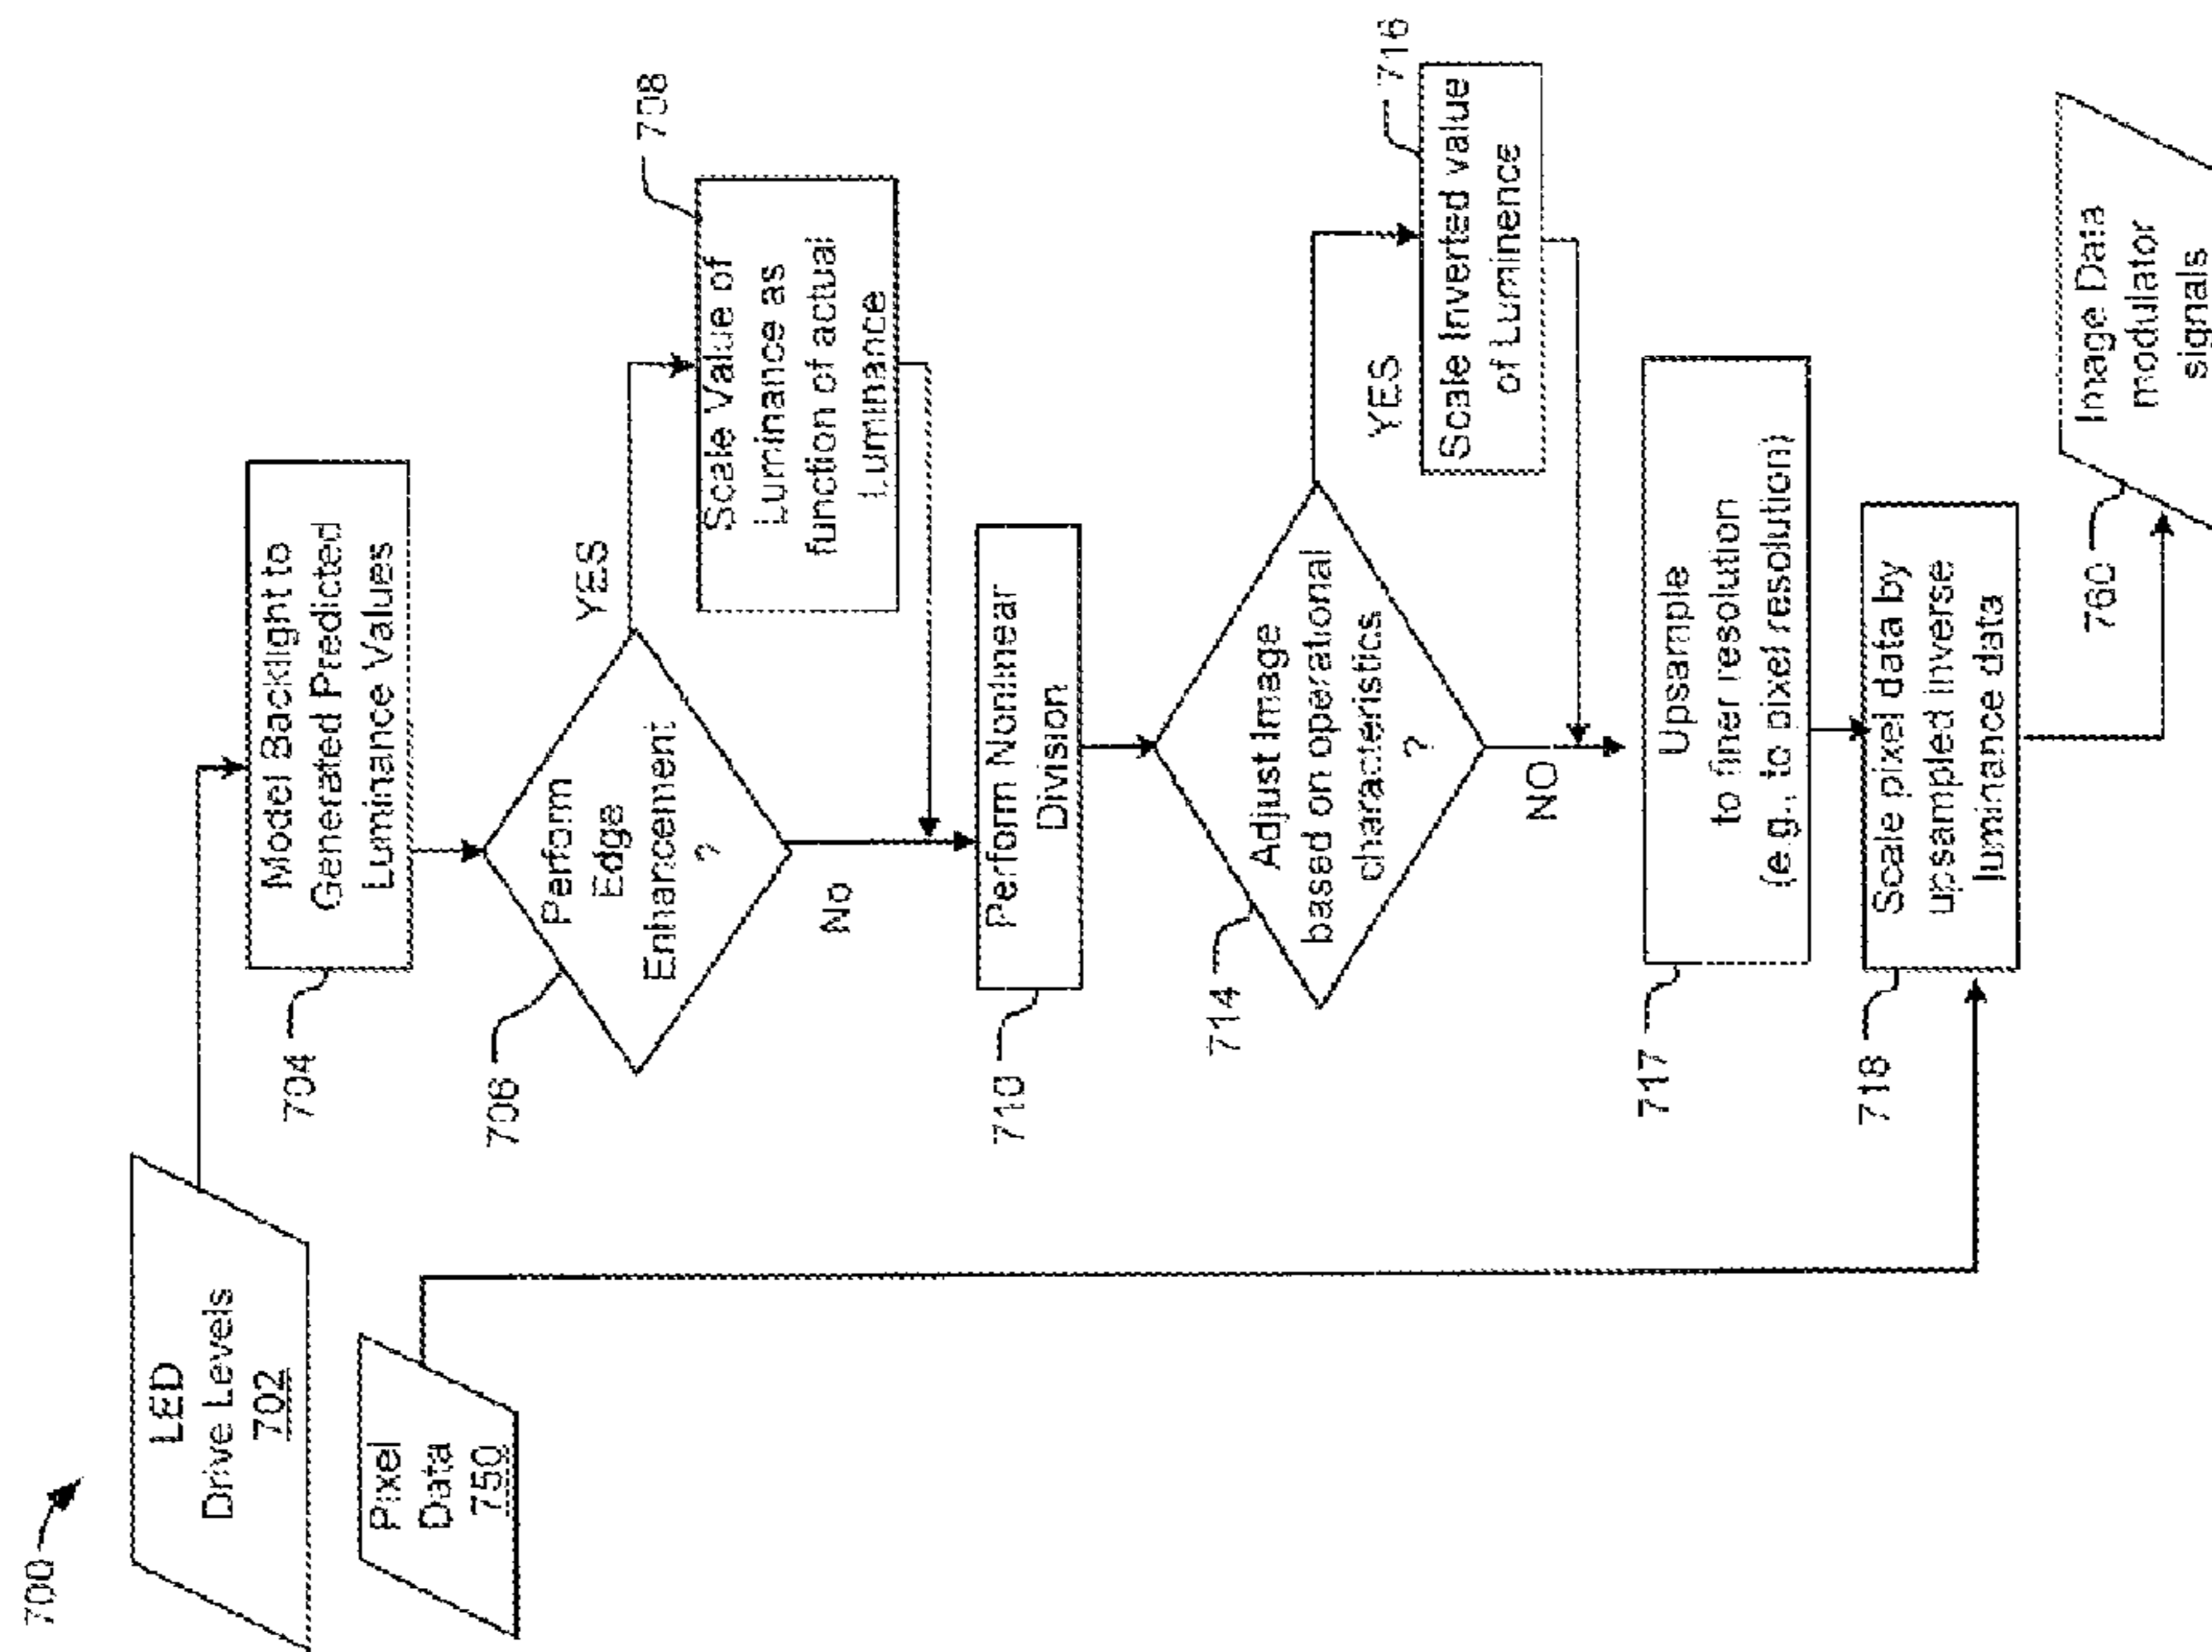 700
LED
Drive Levels
702
Pixel
Data
750
704
Model Backlight to
Generated Predicted
Luminance Values
706
Perform
Edge
Enhancement
?
YES
No
708
Scale Value of
Luminance as
function of actual
Luminance
710
Perform Nonlinear
Division
714
Adjust Image
based on operational
characteristics
?
YES
NO
716
Scale Inverted value
of Luminence
717
Upsample
to finer resolution
(e.g., to pixel resolution)
718
Scale pixel data by
upsampled inverse
luminance data
760
Image Data
modulator
signals